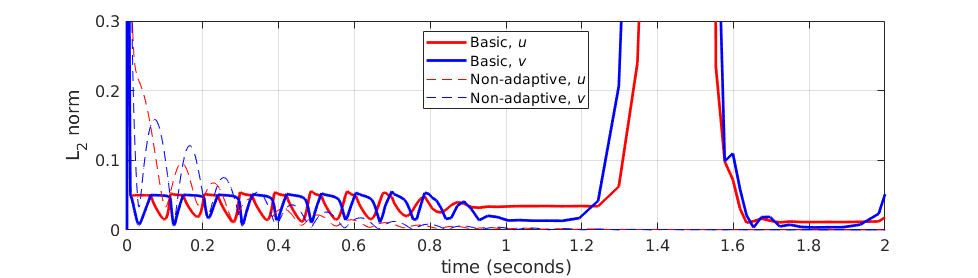 0.3
0.2
0.1
0
L2 norm
Basic, u
Basic, v
Non-adaptive, u
Non-adaptive, v
0 0.2 0.4 0.6 0.8 1 1.2 1.4 1.6 1.8 2
time (seconds)